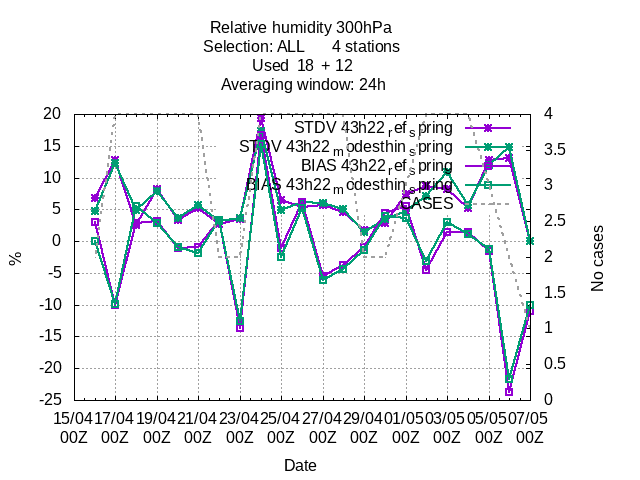 Relative humidity 300hPa
Selection: ALL 4 stations
Used 18 + 12
Averaging window: 24h
STDV 43h22_ref_spring
STDV 43h22_modesthin_spring
BIAS 43h22_ref_spring
BIAS 43h22_modesthin_spring
CASES
20
15
10
5
0
-5
-10
-15
-20
-25
%
4
3.5
3
2.5
2
1.5
1
0.5
0
No cases
15/04 17/04 19/04 21/04 23/04 25/04 27/04 29/04 01/05 03/05 05/05 07/05
00Z 00Z 00Z 00Z 00Z 00Z 00Z 00Z 00Z 00Z 00Z 00Z
Date